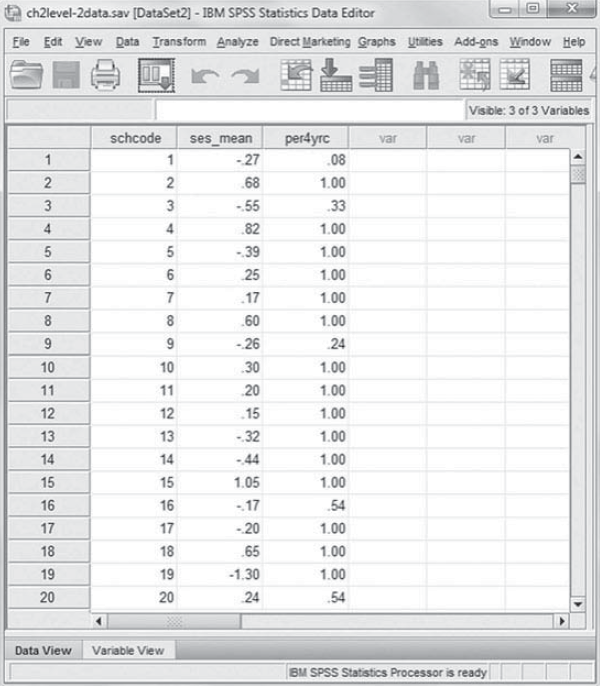 ch2level-2data.sav [DataSet2] - IBM SPSS Statistics Data Editor
File Edit View Data Transform Analyze Direct Marketing Graphs Utilities Add-ons Window Help
Visible: 3 of 3 Variables
schcode ses_mean per4yrc var var var
1 1 -.27 .08
2 2 .68 1.00
3 3 -.55 .33
4 4 .82 1.00
5 5 -.39 1.00
6 6 .25 1.00
7 7 .17 1.00
8 8 .60 1.00
9 9 -.26 .24
10 10 .30 1.00
11 11 .20 1.00
12 12 .15 1.00
13 13 -.32 1.00
14 14 -.44 1.00
15 15 1.05 1.00
16 16 -.17 .54
17 17 -.20 1.00
18 18 .65 1.00
19 19 -1.30 1.00
20 20 .24 .54
Data View Variable View
IBM SPSS Statistics Processor is ready